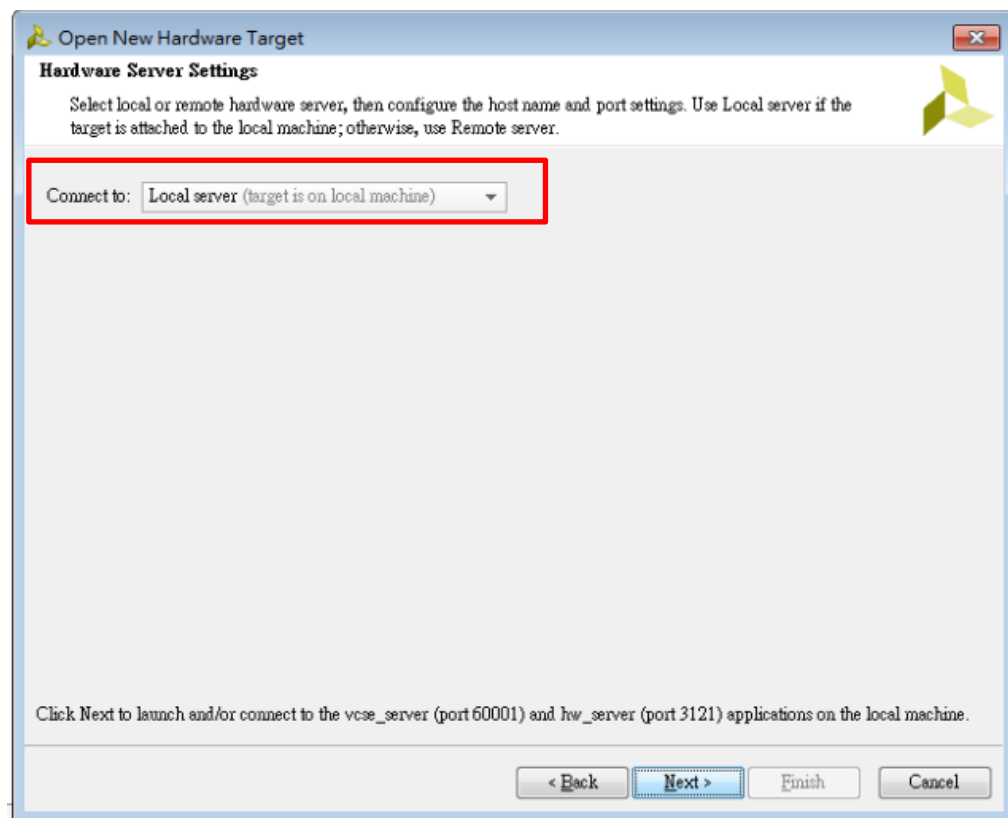 Open New Hardware Target
Hardware Server Settings
Select local or remote hardware server, then configure the host name and port settings. Use Local server if the
target is attached to the local machine; otherwise, use Remote server.
Connect to: Local server (target is on local machine)
Click Next to launch and/or connect to the vcse_server (port 60001) and hw_server (port 3121) applications on the local machine.
< Back Next > Finish Cancel